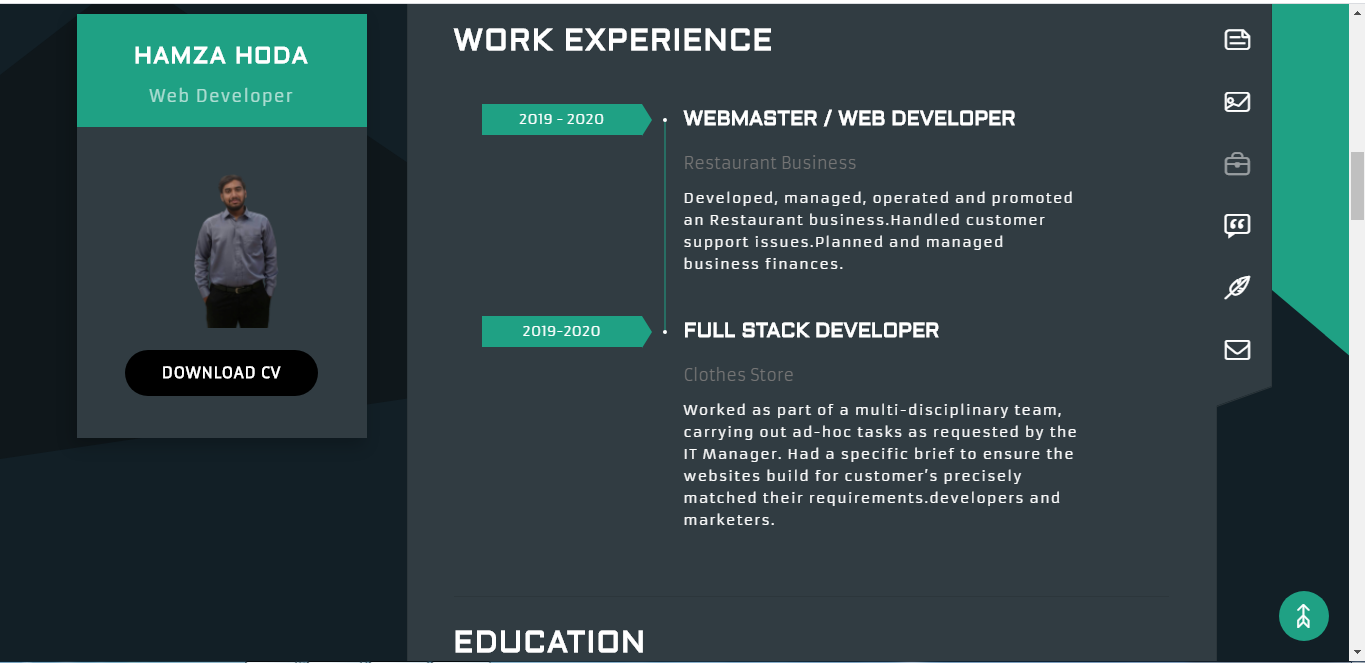 HAMZA HODA
Web Developer
DOWNLOAD CV
WORK EXPERIENCE
2019 - 2020
WEBMASTER / WEB DEVELOPER
Restaurant Business
Developed, managed, operated and promoted
an Restaurant business.Handled customer
support issues.Planned and managed
business finances.
2019-2020
FULL STACK DEVELOPER
Clothes Store
Worked as part of a multi-disciplinary team,
carrying out ad-hoc tasks as requested by the
IT Manager. Had a specific brief to ensure the
websites build for customer’s precisely
matched their requirements.developers and
marketers.
EDUCATION